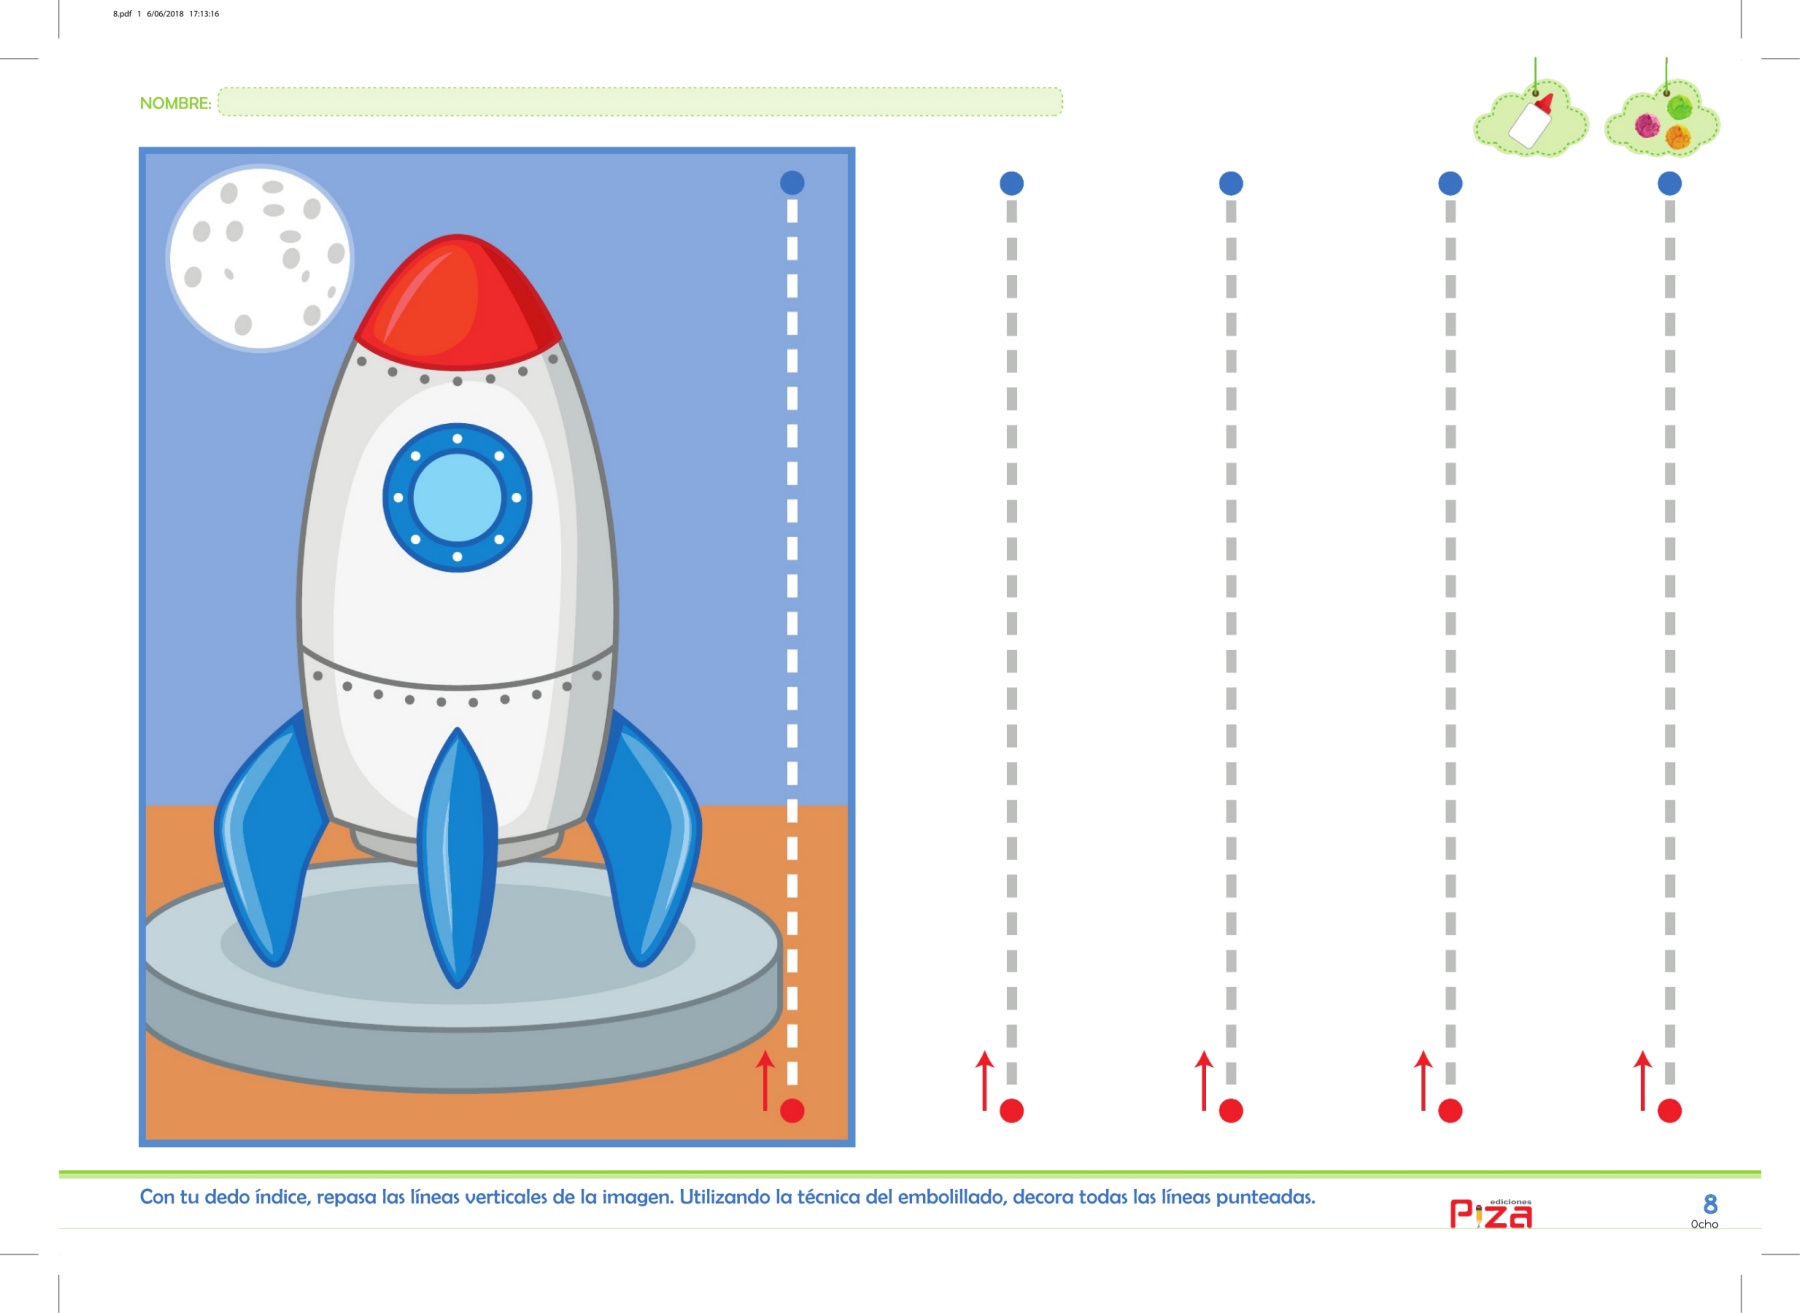 8.pdf 1 6/06/2018 17:13:16
NOMBRE:
Con tu dedo índice, repasa las líneas verticales de la imagen. Utilizando la técnica del embolillado, decora todas las líneas punteadas.
ediciones
Piza
8
Ocho